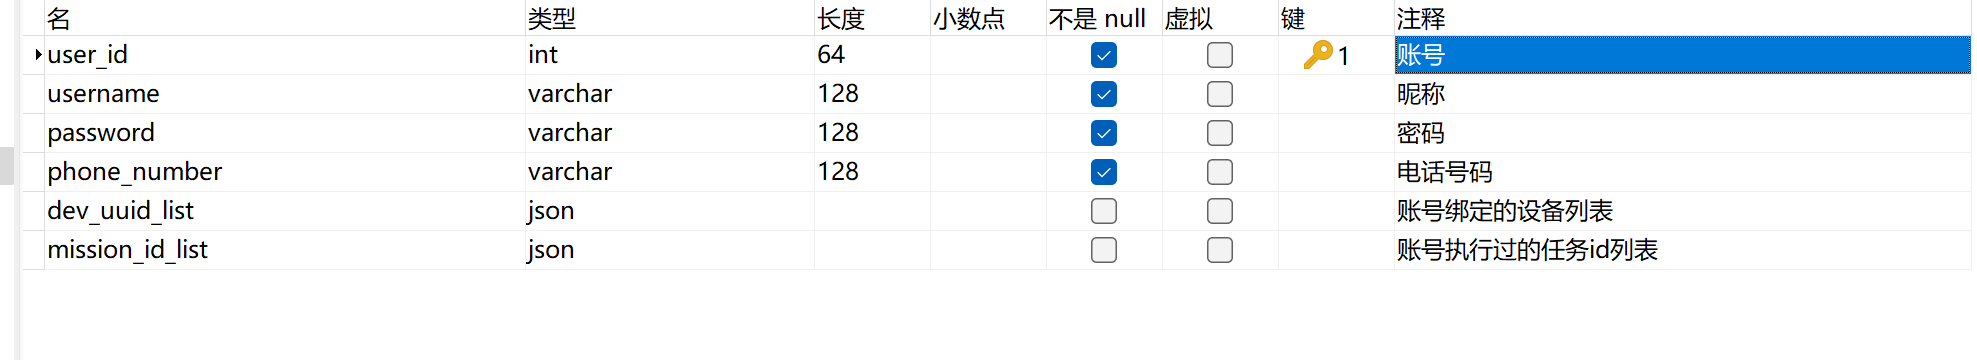 名 类型 长度 小数点 不是 null 虚拟 键 注释
user_id int 64 1 账号
username varchar 128 昵称
password varchar 128 密码
phone_number varchar 128 电话号码
dev_uuid_list json 账号绑定的设备列表
mission_id_list json 账号执行过的任务id列表